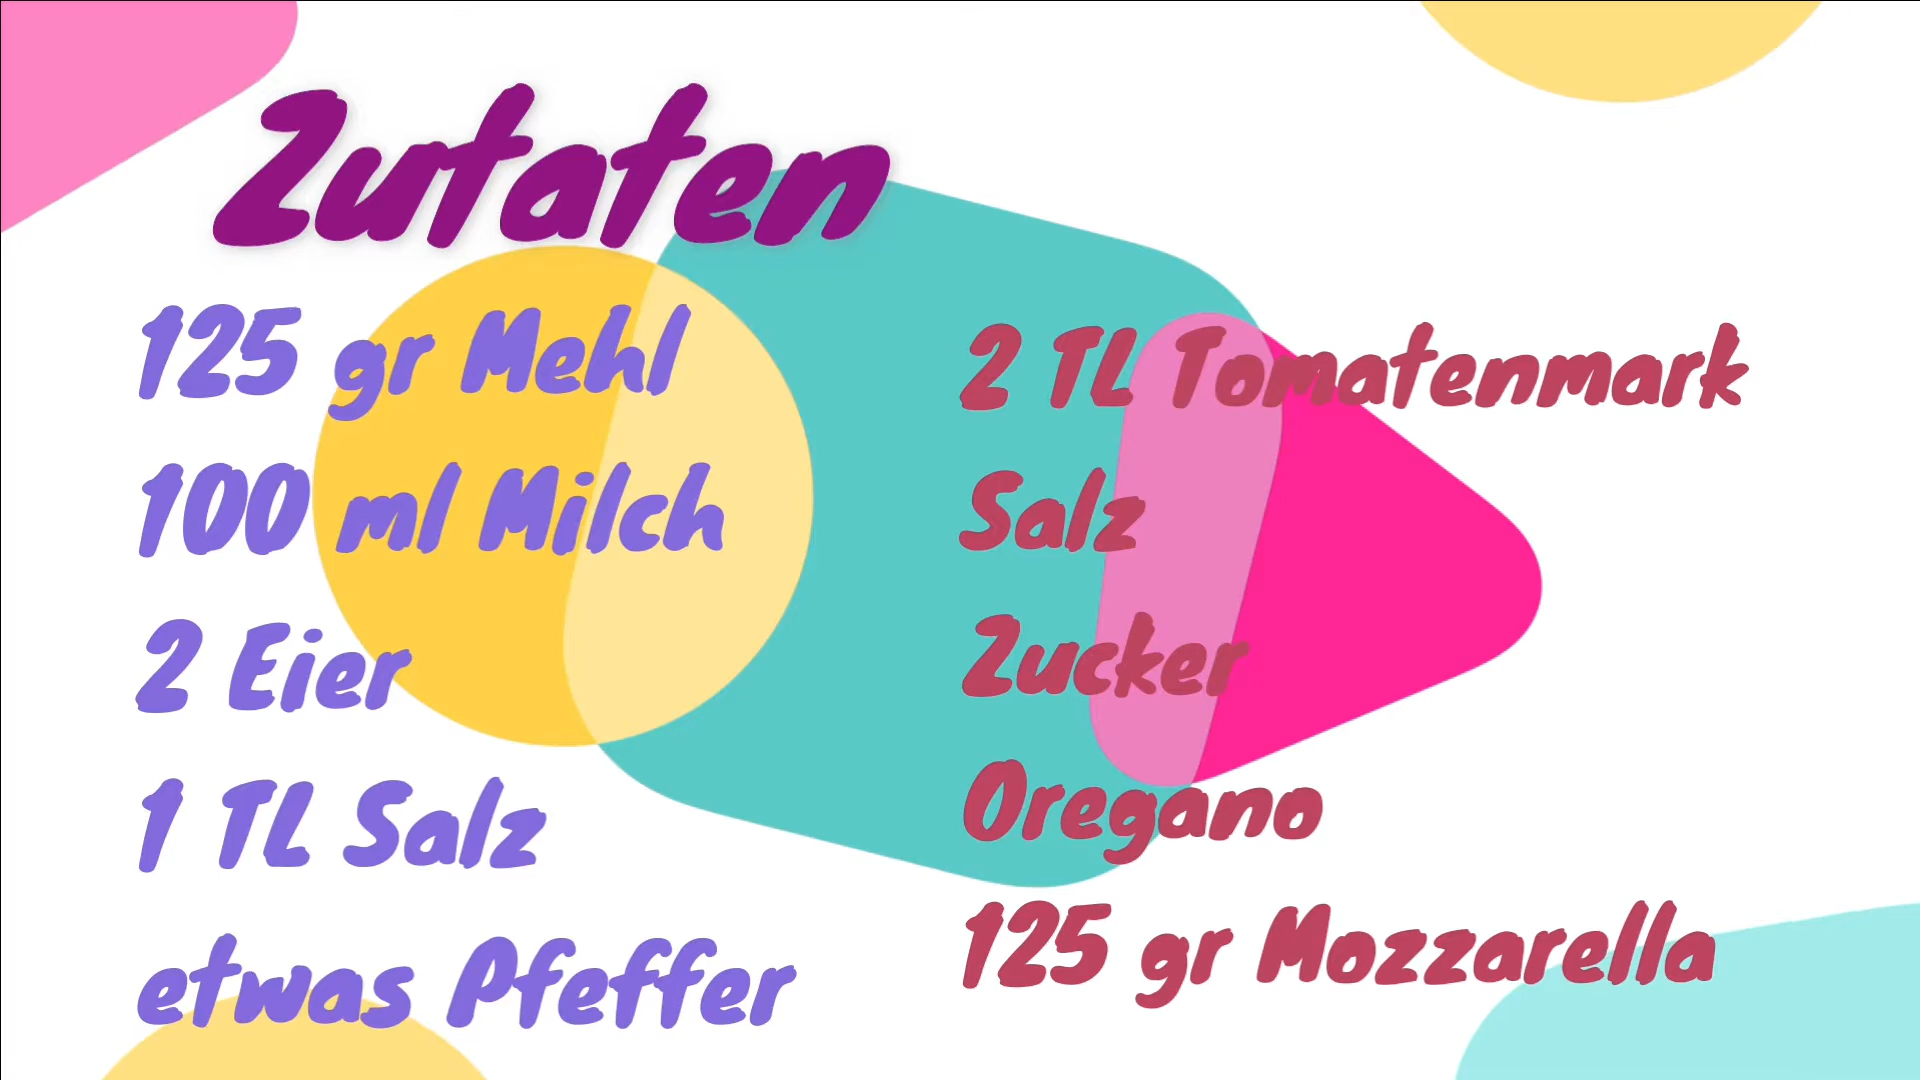 Zutaten
125 gr Mehl
100 ml Milch
2 Eier
1 TL Salz
etwas Pfeffer
2 TL Tomatenmark
Salz
Zucker
Oregano
125 gr Mozzarella